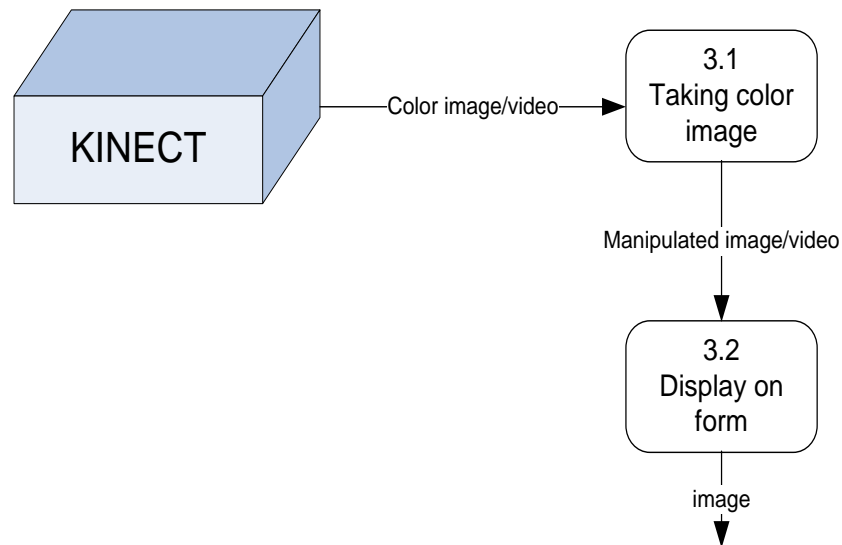 KINECT
Color image/video
3.1
Taking color
image
Manipulated image/video
3.2
Display on
form
image